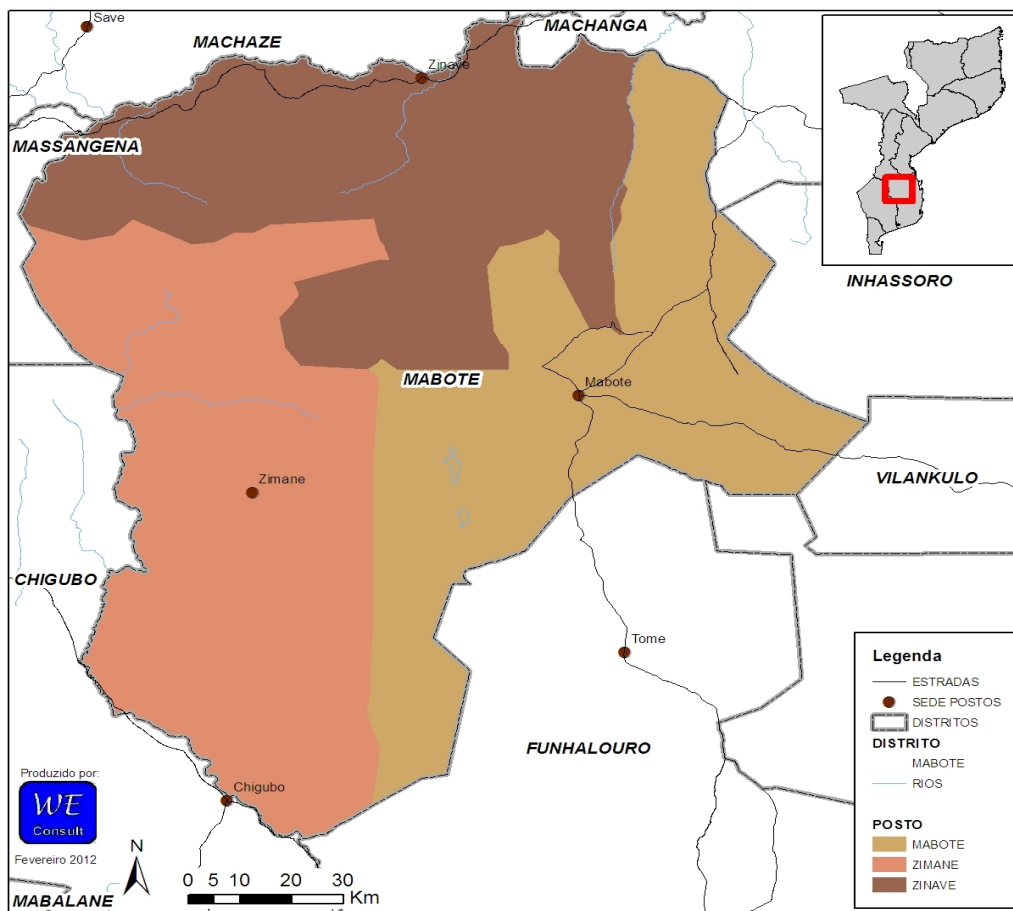 Save
MACHAZE
MACHANGA
Zinave
MASSANGENA
INHASSORO
MABOTE
Mabote
Zimane
VILANKULO
CHIGUBO
Tome
FUNHALOURO
Chigubo
MABALANE
Produzido por:
WE
Consult
Fevereiro 2012
N
0 5 10 20 30
Km
Legenda
ESTRADAS
SEDE POSTOS
DISTRITOS
DISTRITO
MABOTE
RIOS
POSTO
MABOTE
ZIMANE
ZINAVE